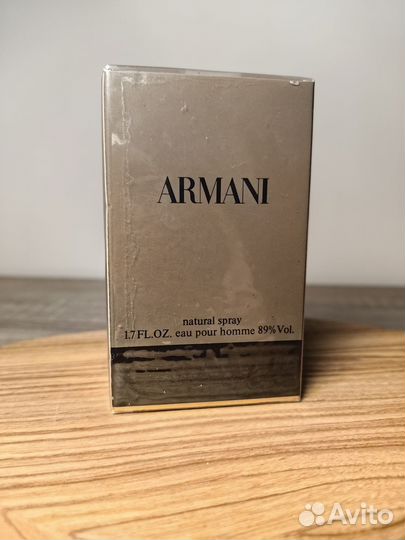 ARMANI
natural spray
1.7 FL.OZ. eau pour homme 89% Vol.
Avito